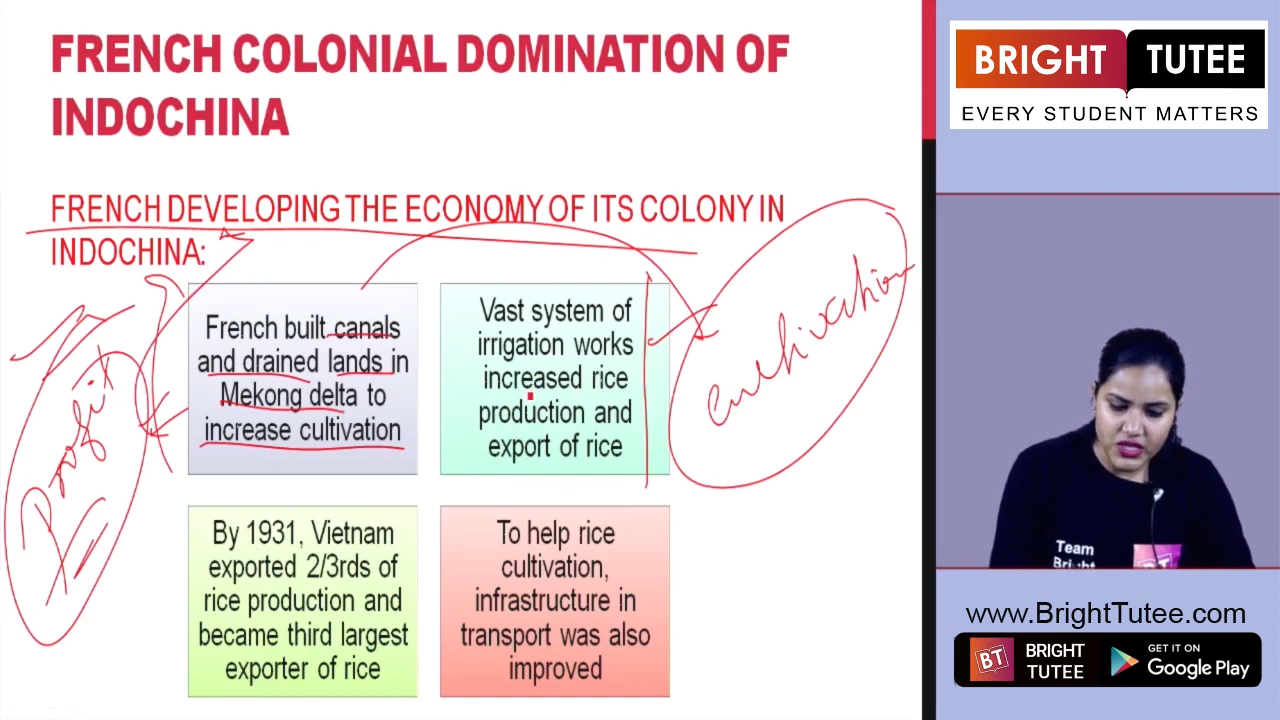 FRENCH COLONIAL DOMINATION OF
INDOCHINA
FRENCH DEVELOPING THE ECONOMY OF ITS COLONY IN
INDOCHINA:
French built canals
and drained lands in
Mekong delta to
increase cultivation
Vast system of
irrigation works
increased rice
production and
export of rice
By 1931, Vietnam
exported 2/3rds of
rice production and
became third largest
exporter of rice
To help rice
cultivation,
infrastructure in
transport was also
improved
Profit
cultivation
BRIGHT TUTEE
EVERY STUDENT MATTERS
Team
Bright
BT
www.BrightTutee.com
BT
BRIGHT
TUTEE
GET IT ON
Google Play